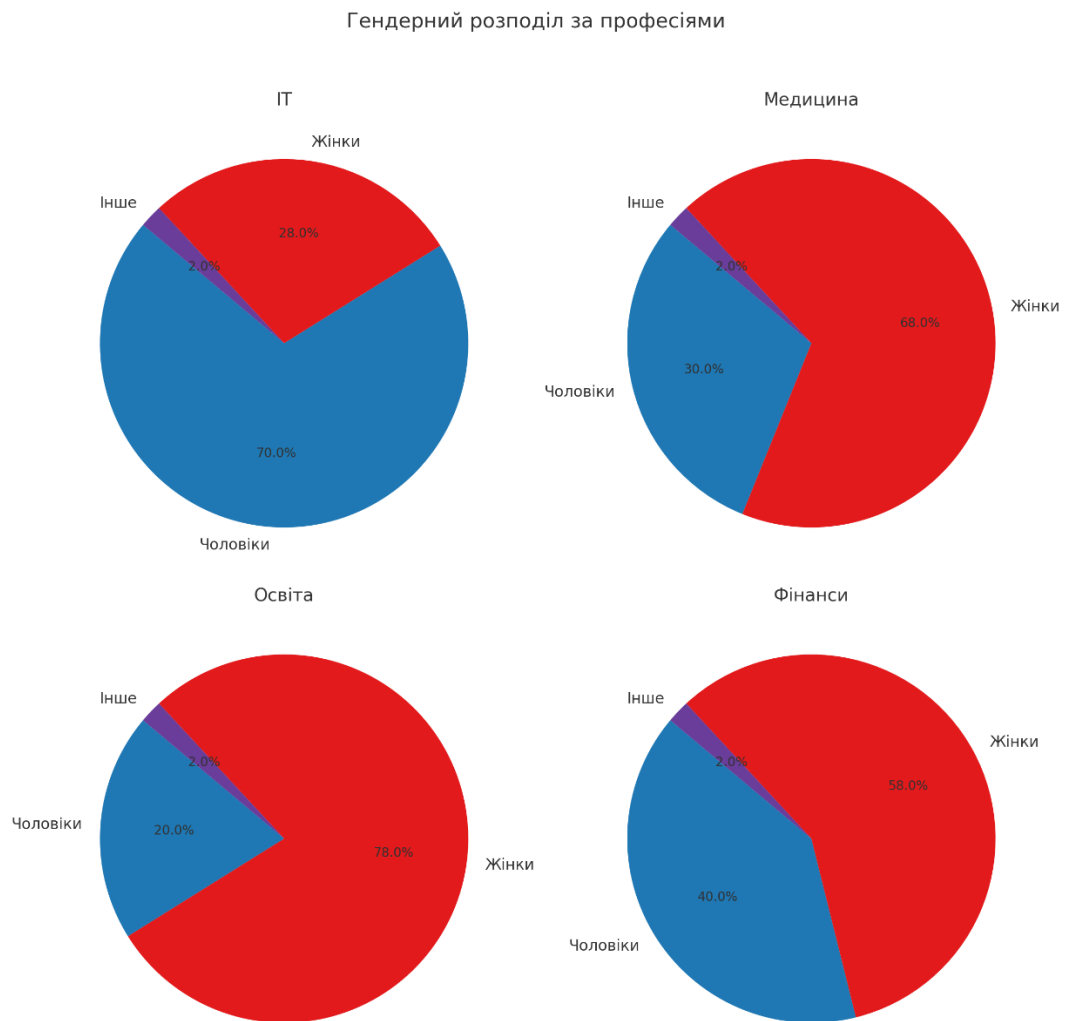 Гендерний розподіл за професіями
IT
Жінки
Інше
28.0%
2.0%
70.0%
Чоловіки
Медицина
Інше
2.0%
Жінки
68.0%
30.0%
Чоловіки
Освіта
Інше
2.0%
Чоловіки
20.0%
78.0%
Жінки
Фінанси
Інше
Жінки
2.0%
58.0%
40.0%
Чоловіки